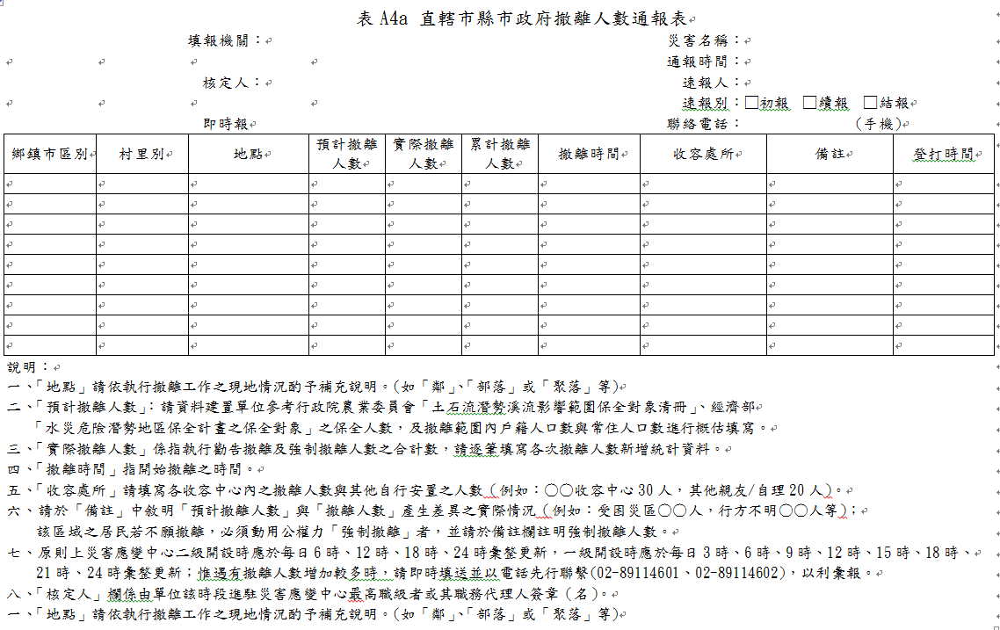 表 A4a 直轄市縣市政府撤離人數通報表
填報機關：
災害名稱：
通報時間：
核定人：
速報人：
速報別：□初報 □續報 □結報
即時報
聯絡電話： (手機)
鄉鎮市區別 村里別 地點 預計撤離人數 實際撤離人數 累計撤離人數 撤離時間 收容處所 備註 登打時間
說明：
一、「地點」請依執行撤離工作之現地情況酌予補充說明。(如「鄰」、「部落」或「聚落」等)
二、「預計撤離人數」：請資料建置單位參考行政院農業委員會「土石流潛勢溪流影響範圍保全對象清冊」、經濟部
「水災危險潛勢地區保全計畫之保全對象」之保全人數，及撤離範圍內戶籍人口數與常住人口數進行概估填寫。
三、「實際撤離人數」係指執行勸告撤離及強制撤離人數之合計數，請逐筆填寫各次撤離人數新增統計資料。
四、「撤離時間」指開始撤離之時間。
五、「收容處所」請填寫各收容中心內之撤離人數與其他自行安置之人數（例如：○○收容中心 30 人，其他親友/自理 20 人)。
六、請於「備註」中敘明「預計撤離人數」與「撤離人數」產生差異之實際情況（例如：受困災區○○人，行方不明○○人等)；
該區域之居民若不願撤離，必須動用公權力「強制撤離」者，並請於備註欄註明強制撤離人數。
七、原則上災害應變中心二級開設時應於每日 6 時、12 時、18 時、24 時彙整更新，一級開設時應於每日 3 時、6 時、9 時、12 時、15 時、18 時、
21 時、24 時彙整更新；惟遇有撤離人數增加較多時，請即時填送並以電話先行聯繫(02-89114601、02-89114602)，以利彙報。
八、「核定人」欄係由單位該時段進駐災害應變中心最高職級者或其職務代理人簽章（名）。
一、「地點」請依執行撤離工作之現地情況酌予補充說明。(如「鄰」、「部落」或「聚落」等)